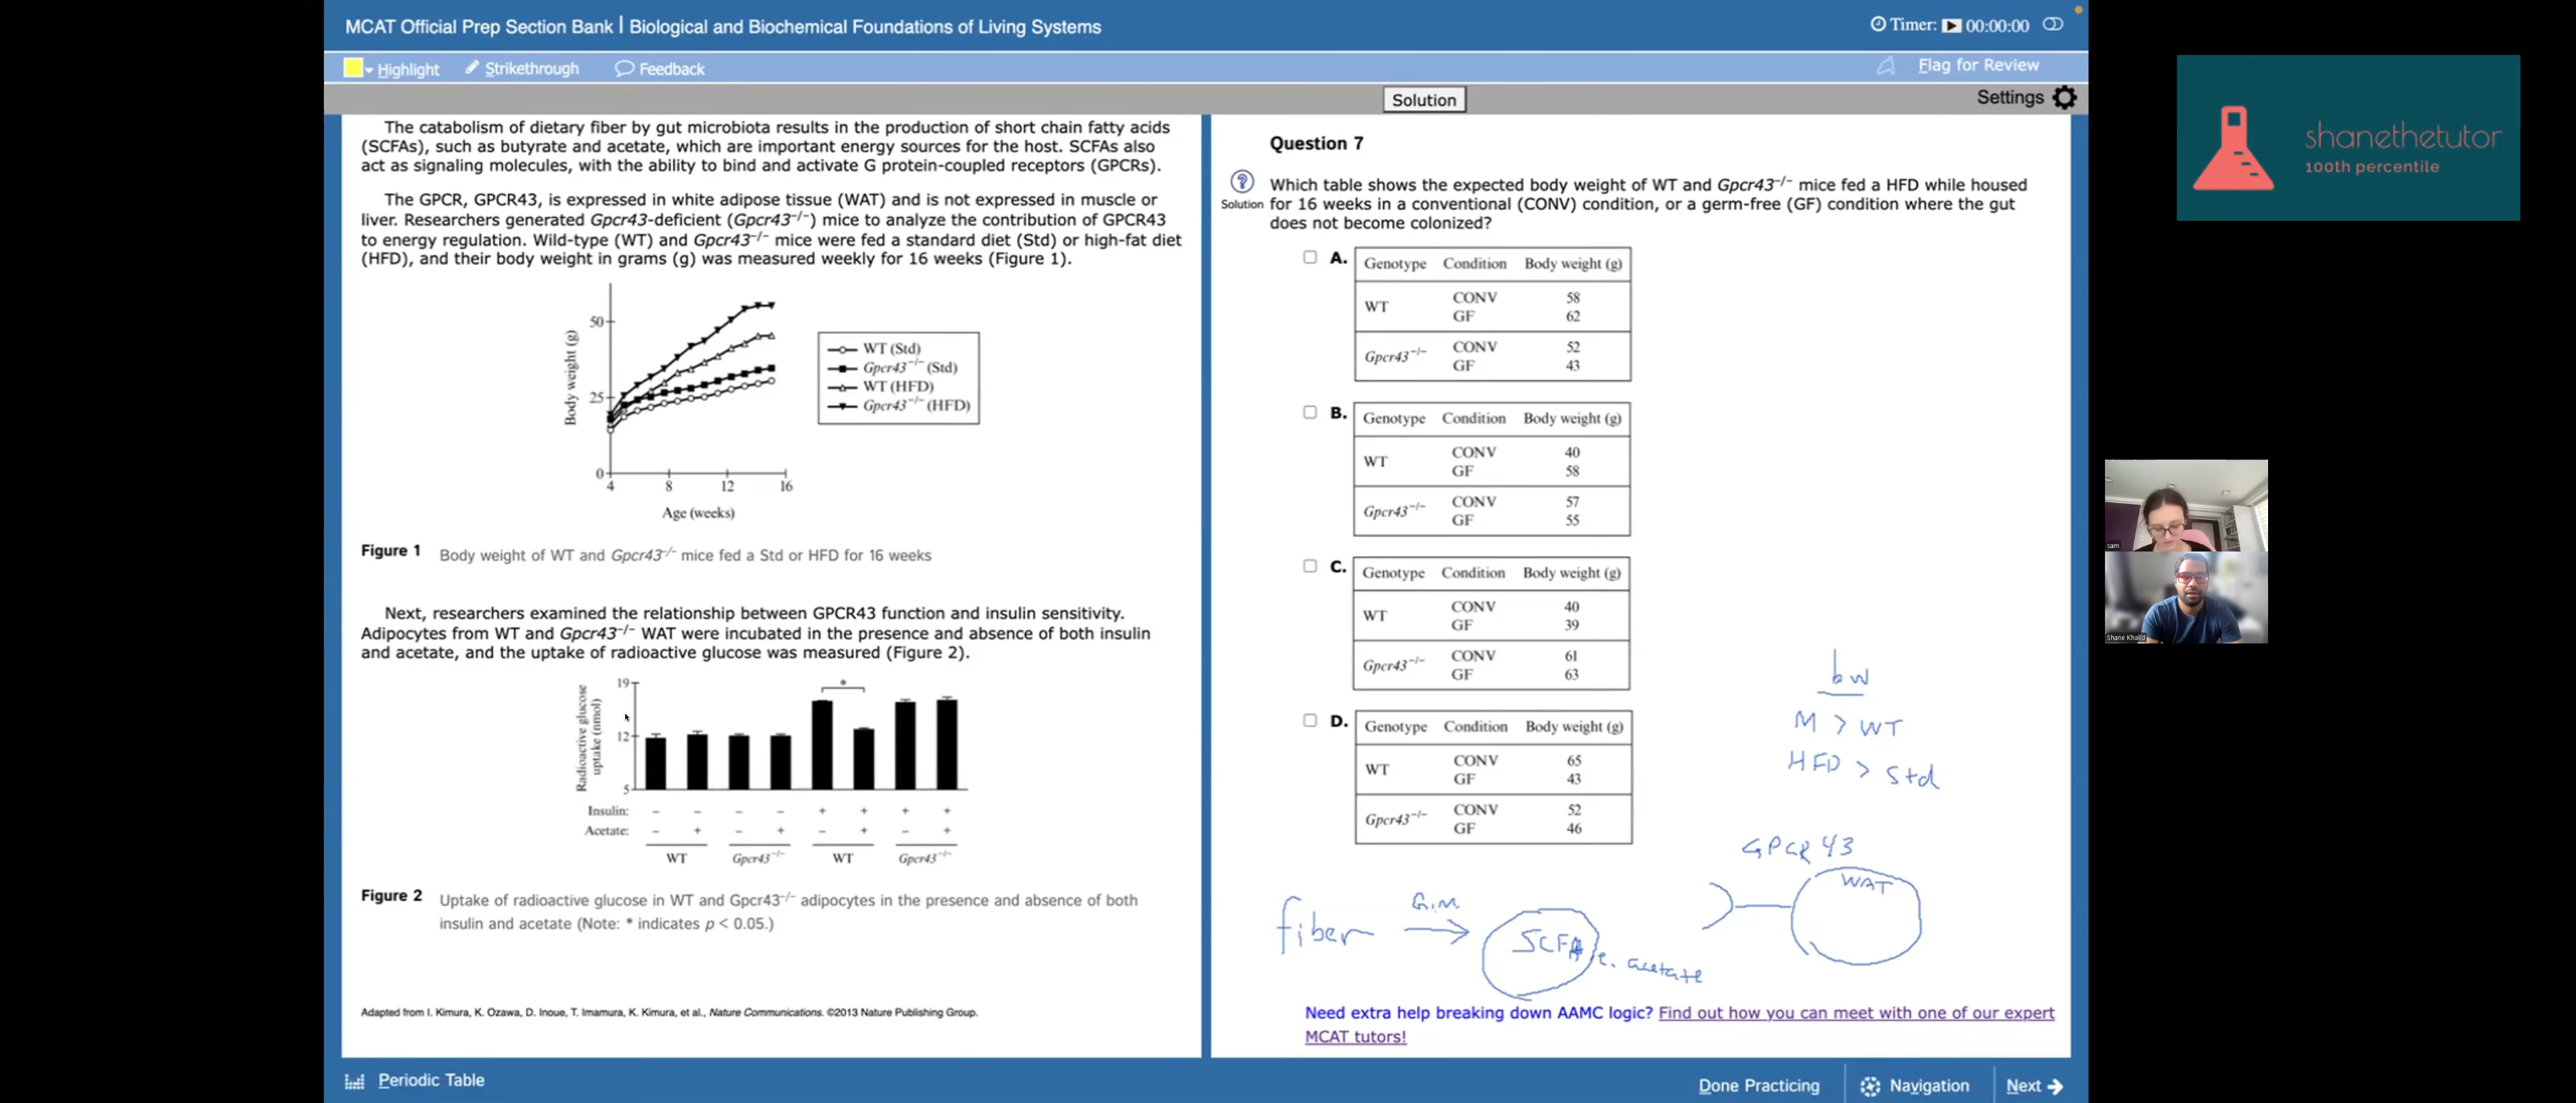 MCAT Official Prep Section Bank | Biological and Biochemical Foundations of Living Systems
Timer: 00:00:00
Highlight
Strikethrough
Feedback
Flag for Review
Solution
Settings
The catabolism of dietary fiber by gut microbiota results in the production of short chain fatty acids
(SCFAs), such as butyrate and acetate, which are important energy sources for the host. SCFAs also
act as signaling molecules, with the ability to bind and activate G protein-coupled receptors (GPCRs).
The GPCR, GPCR43, is expressed in white adipose tissue (WAT) and is not expressed in muscle or
liver. Researchers generated Gpcr43-deficient (Gpcr43−/−) mice to analyze the contribution of GPCR43
to energy regulation. Wild-type (WT) and Gpcr43−/− mice were fed a standard diet (Std) or high-fat diet
(HFD), and their body weight in grams (g) was measured weekly for 16 weeks (Figure 1).
50
25
0
4 8 12 16
Body weight (g)
Age (weeks)
WT (Std)
Gpcr43−/− (Std)
WT (HFD)
Gpcr43−/− (HFD)
Figure 1 Body weight of WT and Gpcr43−/− mice fed a Std or HFD for 16 weeks
Next, researchers examined the relationship between GPCR43 function and insulin sensitivity.
Adipocytes from WT and Gpcr43−/− WAT were incubated in the presence and absence of both insulin
and acetate, and the uptake of radioactive glucose was measured (Figure 2).
Radioactive glucose
uptake (nmol)
19
12
5
*
Insulin: − − − − + + + +
Acetate: − + − + − + − +
WT Gpcr43−/− WT Gpcr43−/−
Figure 2 Uptake of radioactive glucose in WT and Gpcr43−/− adipocytes in the presence and absence of both
insulin and acetate (Note: * indicates p < 0.05.)
Adapted from I. Kimura, K. Ozawa, D. Inoue, T. Imamura, K. Kimura, et al., Nature Communications. ©2013 Nature Publishing Group.
Question 7
Solution
Which table shows the expected body weight of WT and Gpcr43−/− mice fed a HFD while housed
for 16 weeks in a conventional (CONV) condition, or a germ-free (GF) condition where the gut
does not become colonized?
A.
Genotype Condition Body weight (g)
WT CONV 58
GF 62
Gpcr43−/− CONV 52
GF 43
B.
Genotype Condition Body weight (g)
WT CONV 40
GF 58
Gpcr43−/− CONV 57
GF 55
C.
Genotype Condition Body weight (g)
WT CONV 40
GF 39
Gpcr43−/− CONV 61
GF 63
D.
Genotype Condition Body weight (g)
WT CONV 65
GF 43
Gpcr43−/− CONV 52
GF 46
bw
M > WT
HFD > Std
GPCR 43
WAT
fiber
G.M
SCFA
i.e. acetate
Need extra help breaking down AAMC logic? Find out how you can meet with one of our expert
MCAT tutors!
Periodic Table
Done Practicing
Navigation
Next
shanethetutor
100th percentile
sam
Shane Khalid